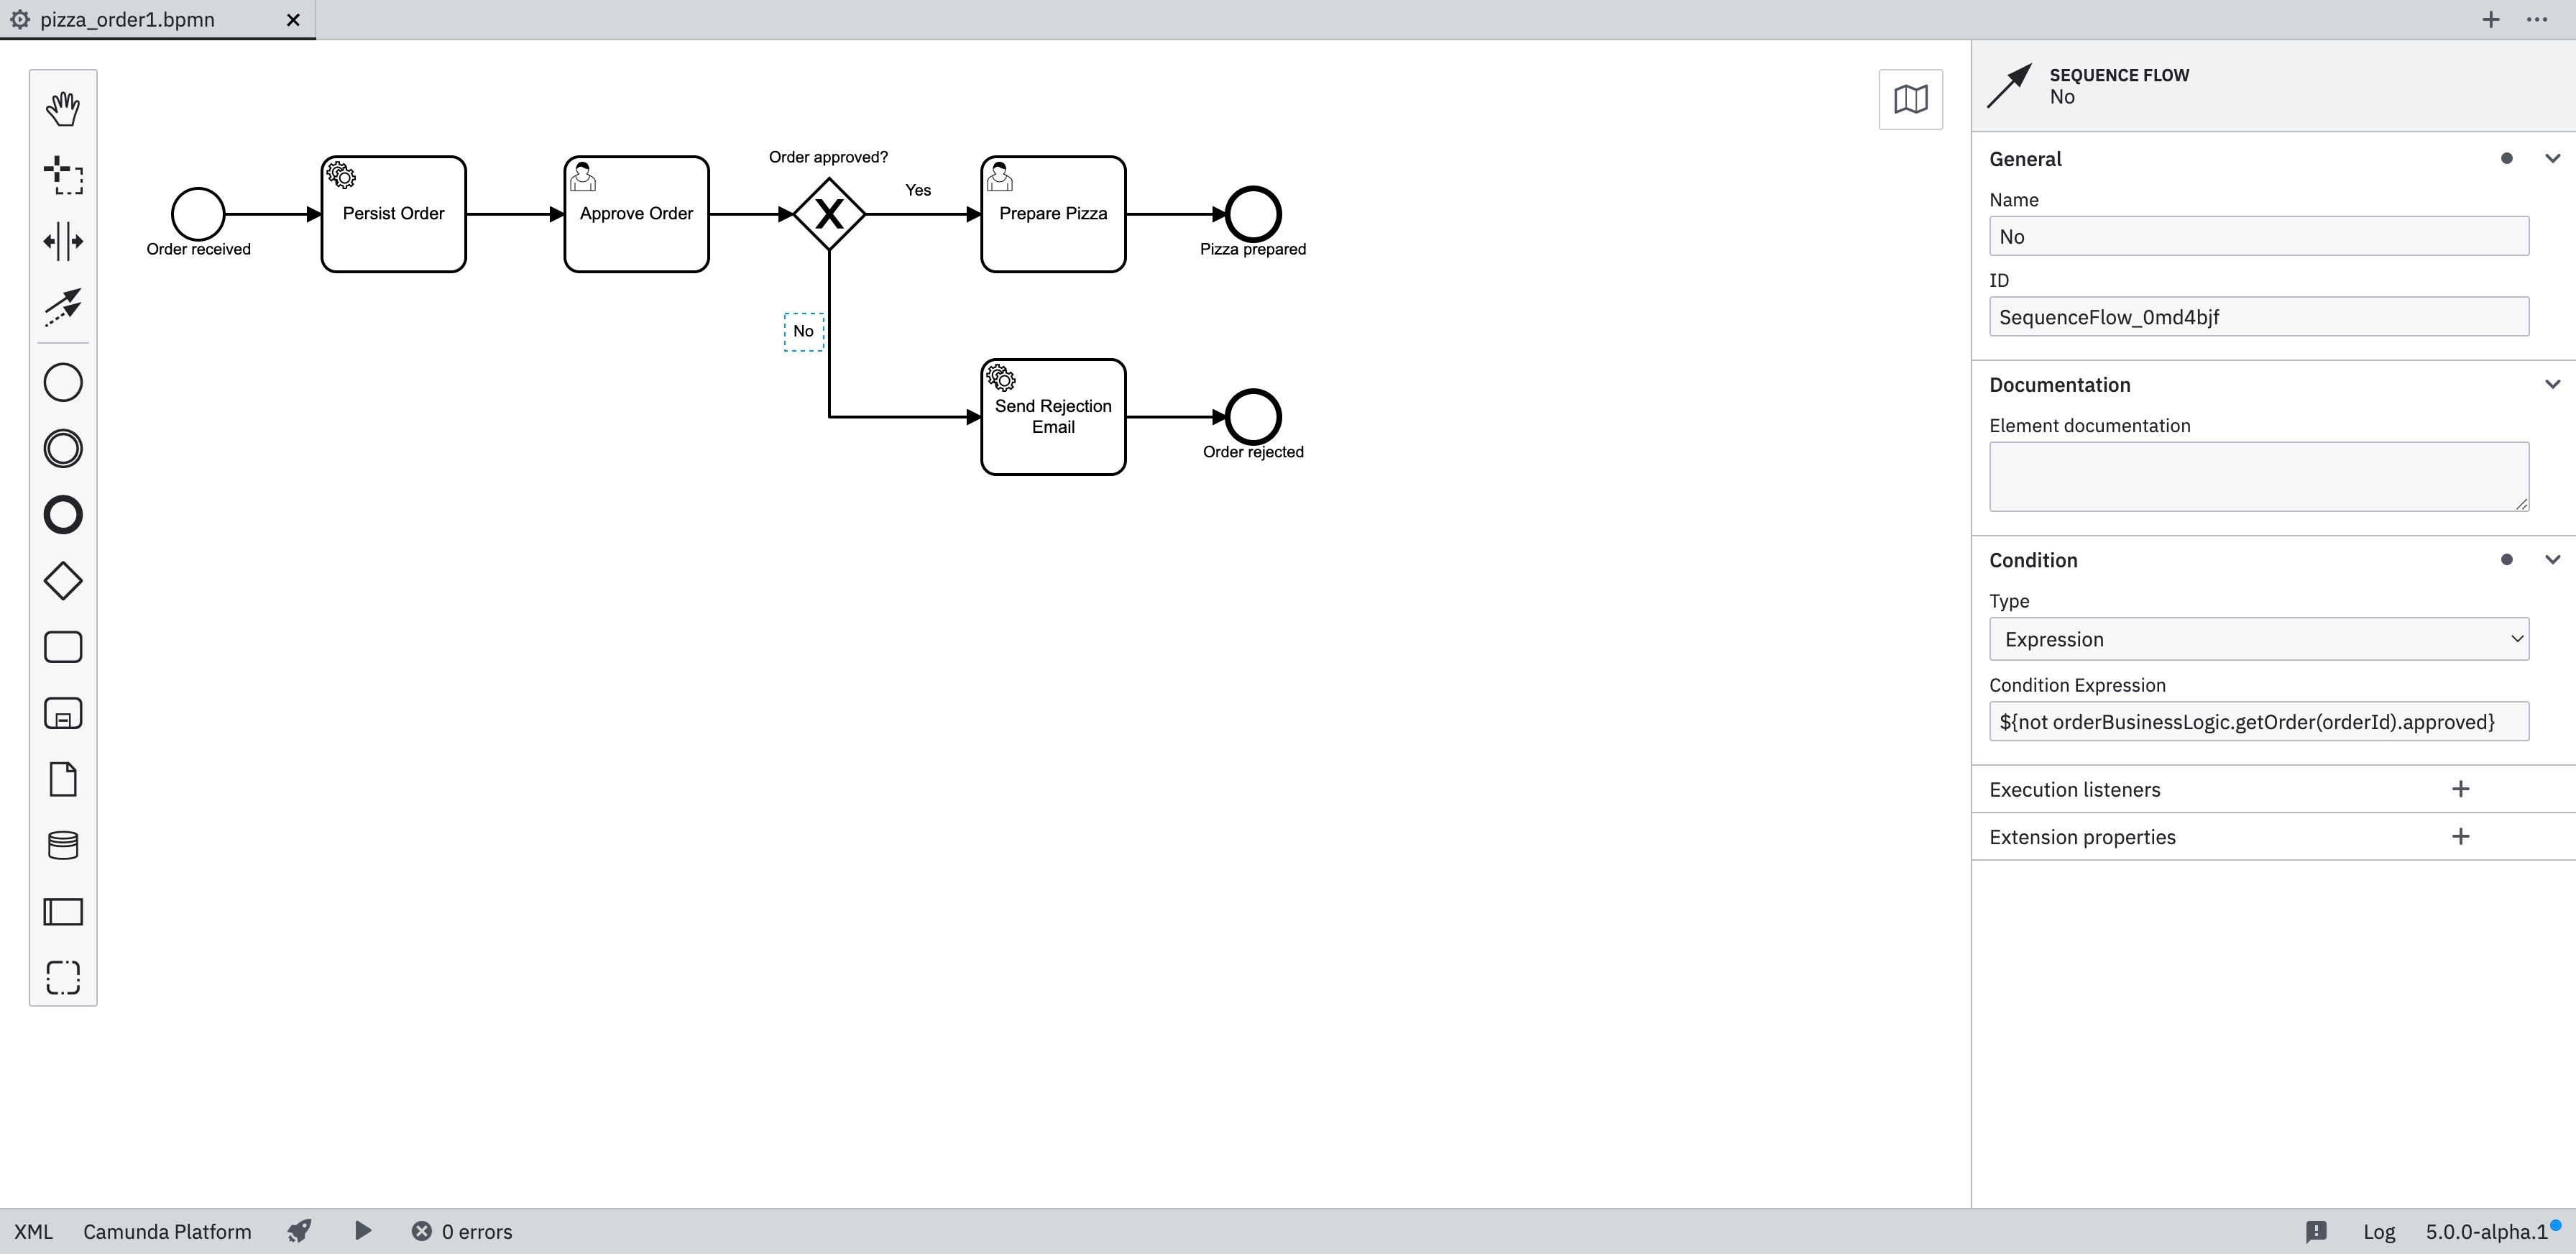 pizza_order1.bpmn
SEQUENCE FLOW
No
General
Name
No
ID
SequenceFlow_0md4bjf
Documentation
Element documentation
Condition
Type
Expression
Condition Expression
${not orderBusinessLogic.getOrder(orderId).approved}
Execution listeners
Extension properties
Order approved?
Yes
Persist Order
Approve Order
Prepare Pizza
Order received
Pizza prepared
No
Send Rejection
Email
Order rejected
XML
Camunda Platform
0 errors
Log
5.0.0-alpha.1